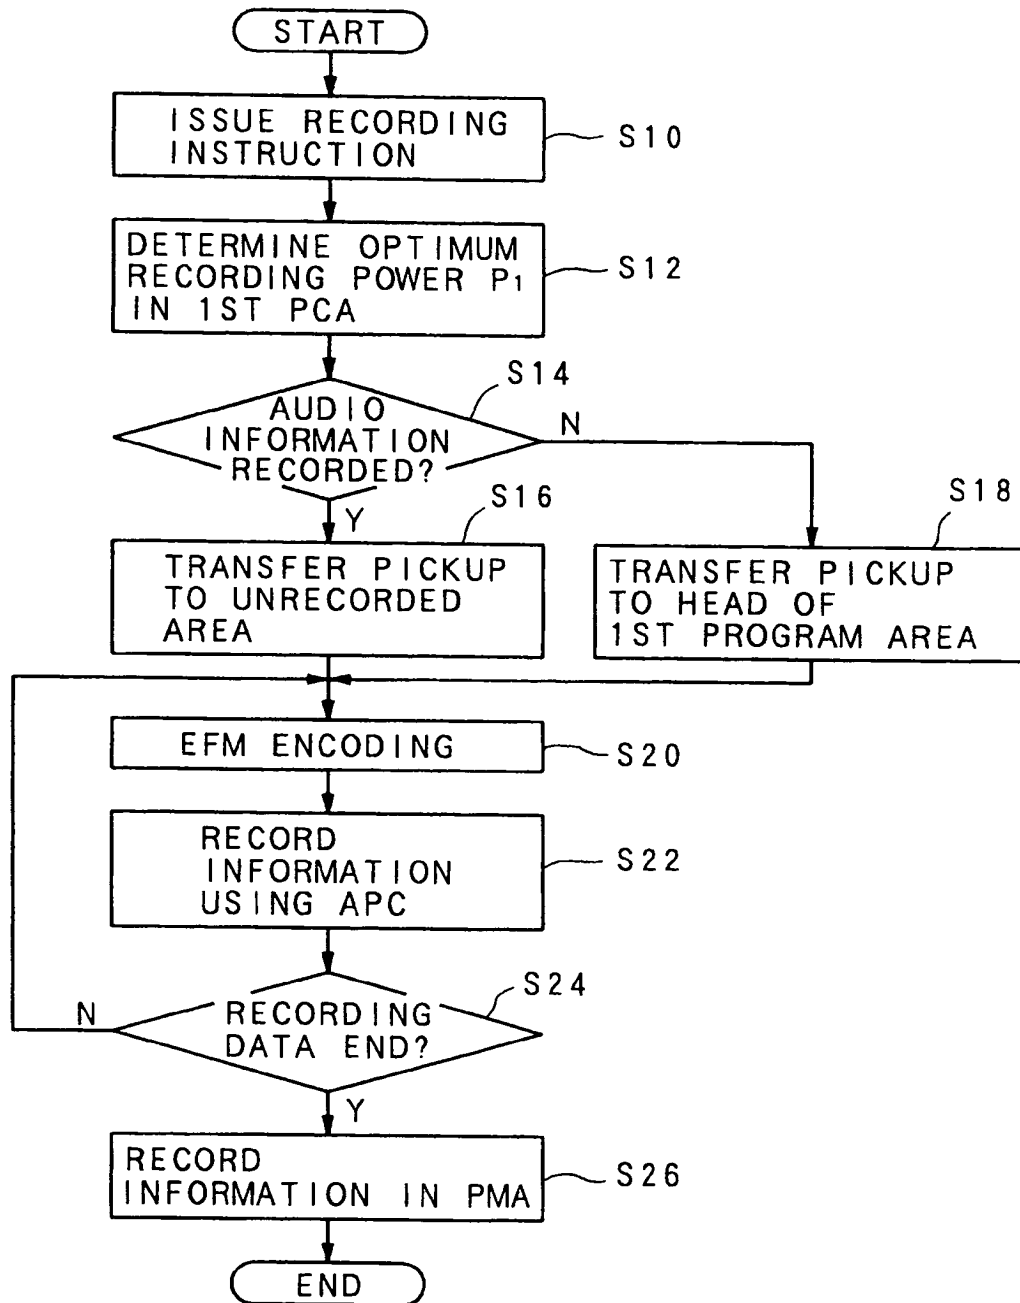 START
ISSUE RECORDING
INSTRUCTION
S10
DETERMINE OPTIMUM
RECORDING POWER P1
IN 1ST PCA
S12
S14
AUDIO
INFORMATION
RECORDED?
N
Y
S16
S18
TRANSFER PICKUP
TO UNRECORDED
AREA
TRANSFER PICKUP
TO HEAD OF
1ST PROGRAM AREA
EFM ENCODING
S20
RECORD
INFORMATION
USING APC
S22
S24
N
RECORDING
DATA END?
Y
RECORD
INFORMATION IN PMA
S26
END